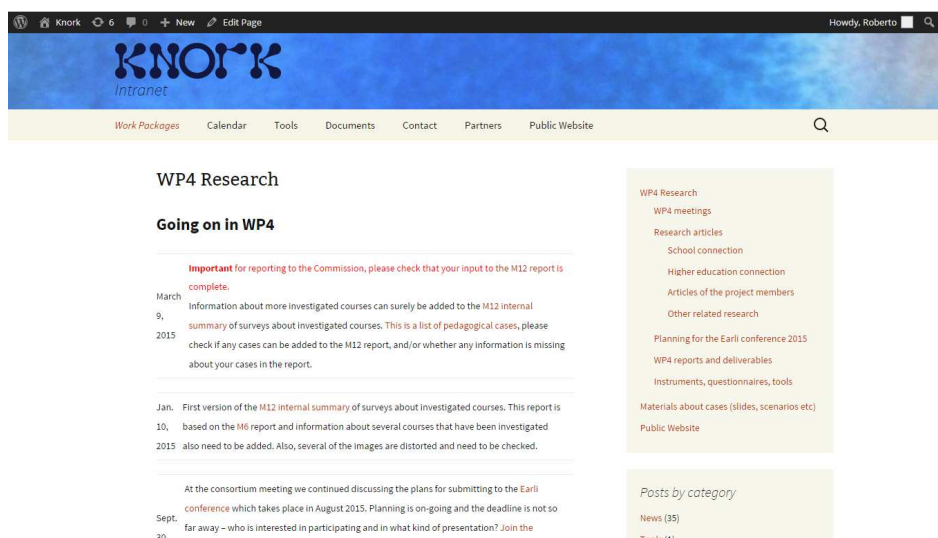 Knork 6 0 New Edit Page Howdy, Roberto
KNORK
Intranet
Work Packages Calendar Tools Documents Contact Partners Public Website
WP4 Research
Going on in WP4
March 9, 2015
Important for reporting to the Commission, please check that your input to the M12 report is
complete.
Information about more investigated courses can surely be added to the M12 internal
summary of surveys about investigated courses. This is a list of pedagogical cases, please
check if any cases can be added to the M12 report, and/or whether any information is missing
about your cases in the report.
Jan. 10, 2015
First version of the M12 internal summary of surveys about investigated courses. This report is
based on the M6 report and information about several courses that have been investigated
also need to be added. Also, several of the images are distorted and need to be checked.
Sept. 30
At the consortium meeting we continued discussing the plans for submitting to the Earli
conference which takes place in August 2015. Planning is on-going and the deadline is not so
far away – who is interested in participating and in what kind of presentation? Join the
WP4 Research
WP4 meetings
Research articles
School connection
Higher education connection
Articles of the project members
Other related research
Planning for the Earli conference 2015
WP4 reports and deliverables
Instruments, questionnaires, tools
Materials about cases (slides, scenarios etc)
Public Website
Posts by category
News (35)